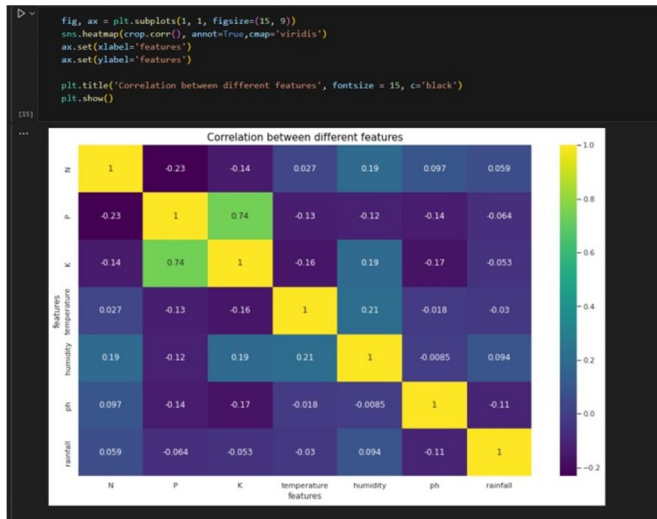 fig, ax = plt.subplots(1, 1, figsize=(15, 9))
sns.heatmap(crop.corr(), annot=True,cmap='viridis')
ax.set(xlabel='features')
ax.set(ylabel='features')
plt.title('Correlation between different features', fontsize = 15, c='black')
plt.show()
[15]
...
Correlation between different features
N 1 -0.23 -0.14 0.027 0.19 0.097 0.059
P -0.23 1 0.74 -0.13 -0.12 -0.14 -0.064
K -0.14 0.74 1 -0.16 0.19 -0.17 -0.053
temperature 0.027 -0.13 -0.16 1 0.21 -0.018 -0.03
humidity 0.19 -0.12 0.19 0.21 1 -0.0085 0.094
ph 0.097 -0.14 -0.17 -0.018 -0.0085 1 -0.11
rainfall 0.059 -0.064 -0.053 -0.03 0.094 -0.11 1
features
N P K temperature humidity ph rainfall
features
1.0
0.8
0.6
0.4
0.2
0.0
-0.2